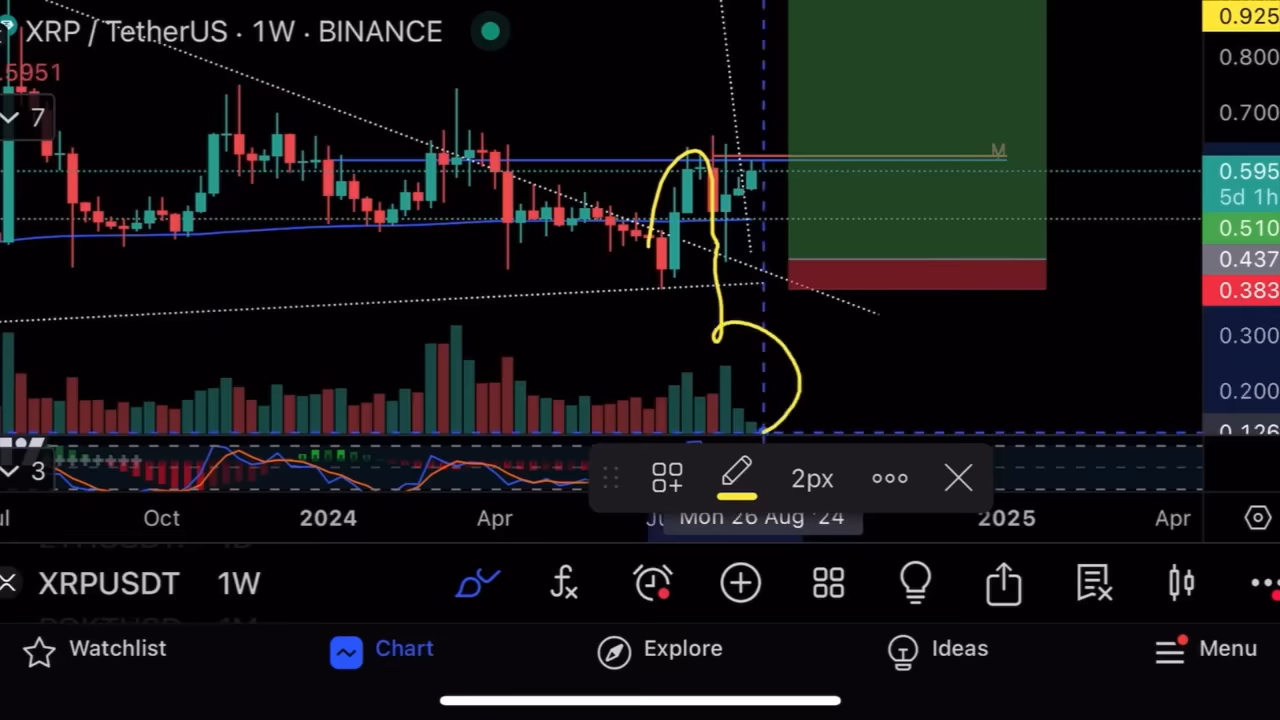 XRP / TetherUS · 1W · BINANCE
.5951
7
M
0.925
0.800
0.700
0.595
5d 1h
0.510
0.437
0.383
0.300
0.200
0.126
3
2px
Oct
2024
Apr
Mon 26 Aug '24
2025
Apr
XRPUSDT 1W
Watchlist
Chart
Explore
Ideas
Menu